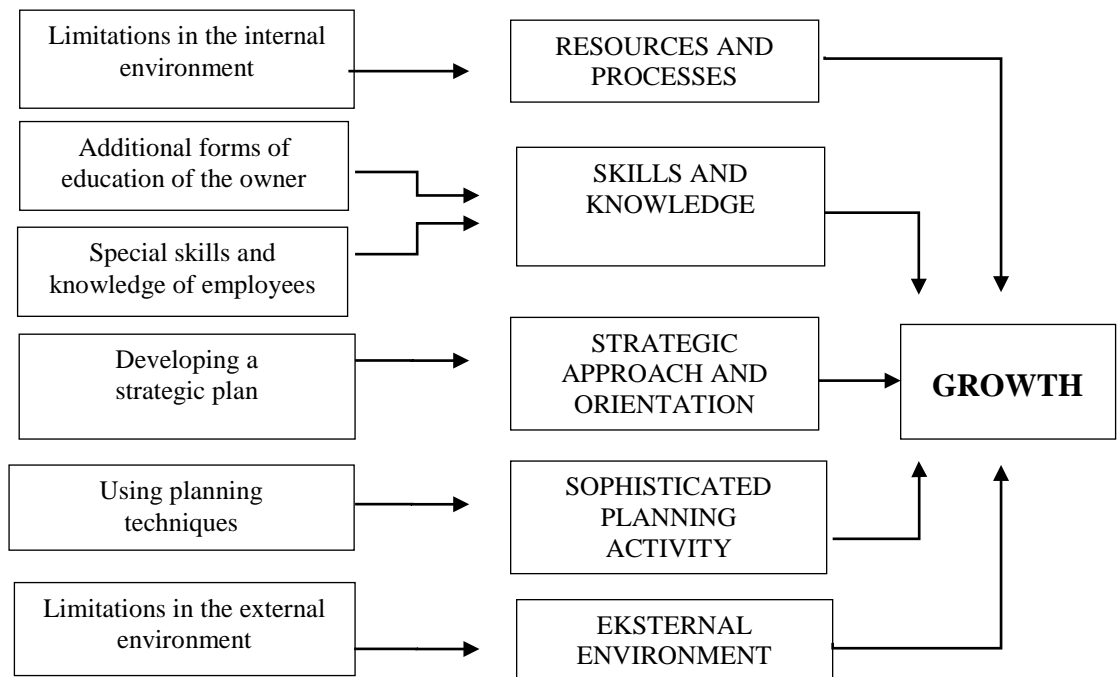 Limitations in the internal
environment
RESOURCES AND
PROCESSES
Additional forms of
education of the owner
SKILLS AND
KNOWLEDGE
Special skills and
knowledge of employees
Developing a
strategic plan
STRATEGIC
APPROACH AND
ORIENTATION
GROWTH
Using planning
techniques
SOPHISTICATED
PLANNING
ACTIVITY
Limitations in the external
environment
EKSTERNAL
ENVIRONMENT